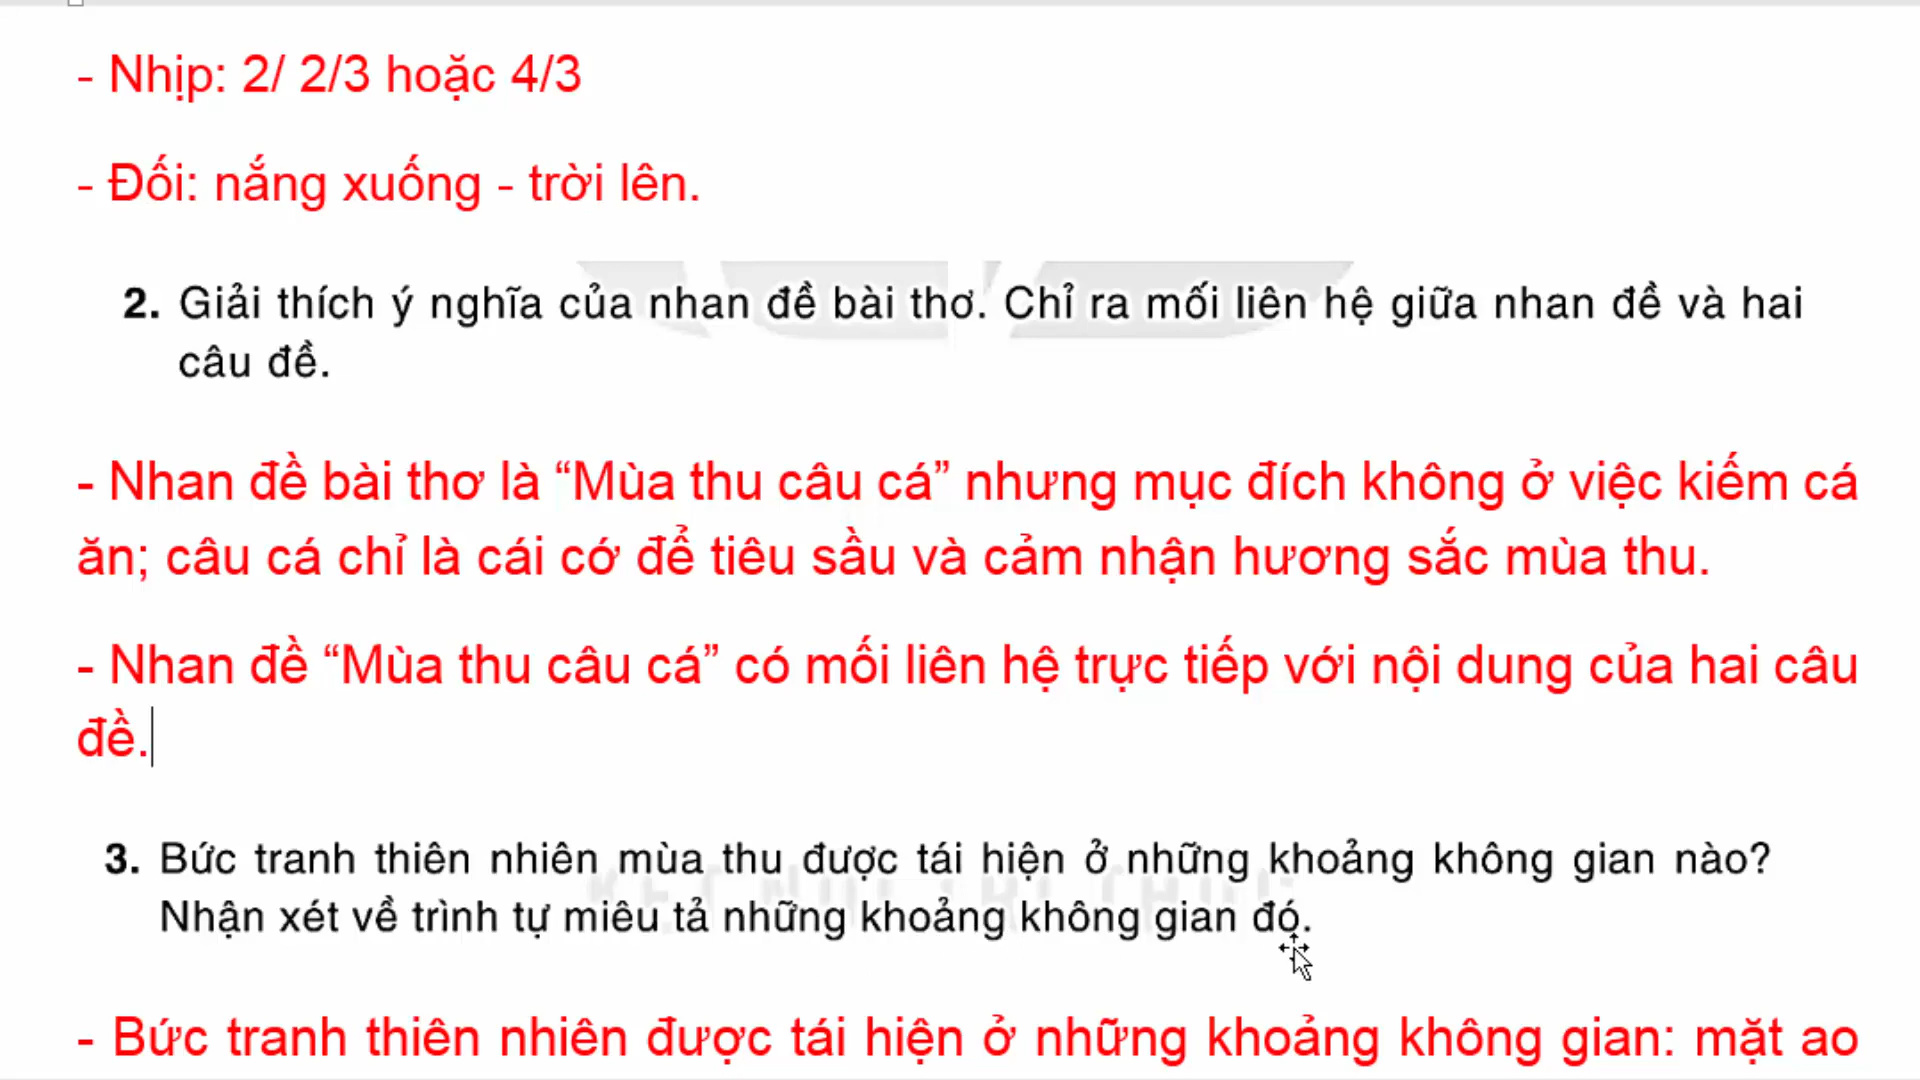 - Nhịp: 2/ 2/3 hoặc 4/3
- Đối: nắng xuống - trời lên.
2. Giải thích ý nghĩa của nhan đề bài thơ. Chỉ ra mối liên hệ giữa nhan đề và hai
câu đề.
- Nhan đề bài thơ là “Mùa thu câu cá” nhưng mục đích không ở việc kiếm cá
ăn; câu cá chỉ là cái cớ để tiêu sầu và cảm nhận hương sắc mùa thu.
- Nhan đề “Mùa thu câu cá” có mối liên hệ trực tiếp với nội dung của hai câu
đề.
3. Bức tranh thiên nhiên mùa thu được tái hiện ở những khoảng không gian nào?
Nhận xét về trình tự miêu tả những khoảng không gian đó.
- Bức tranh thiên nhiên được tái hiện ở những khoảng không gian: mặt ao